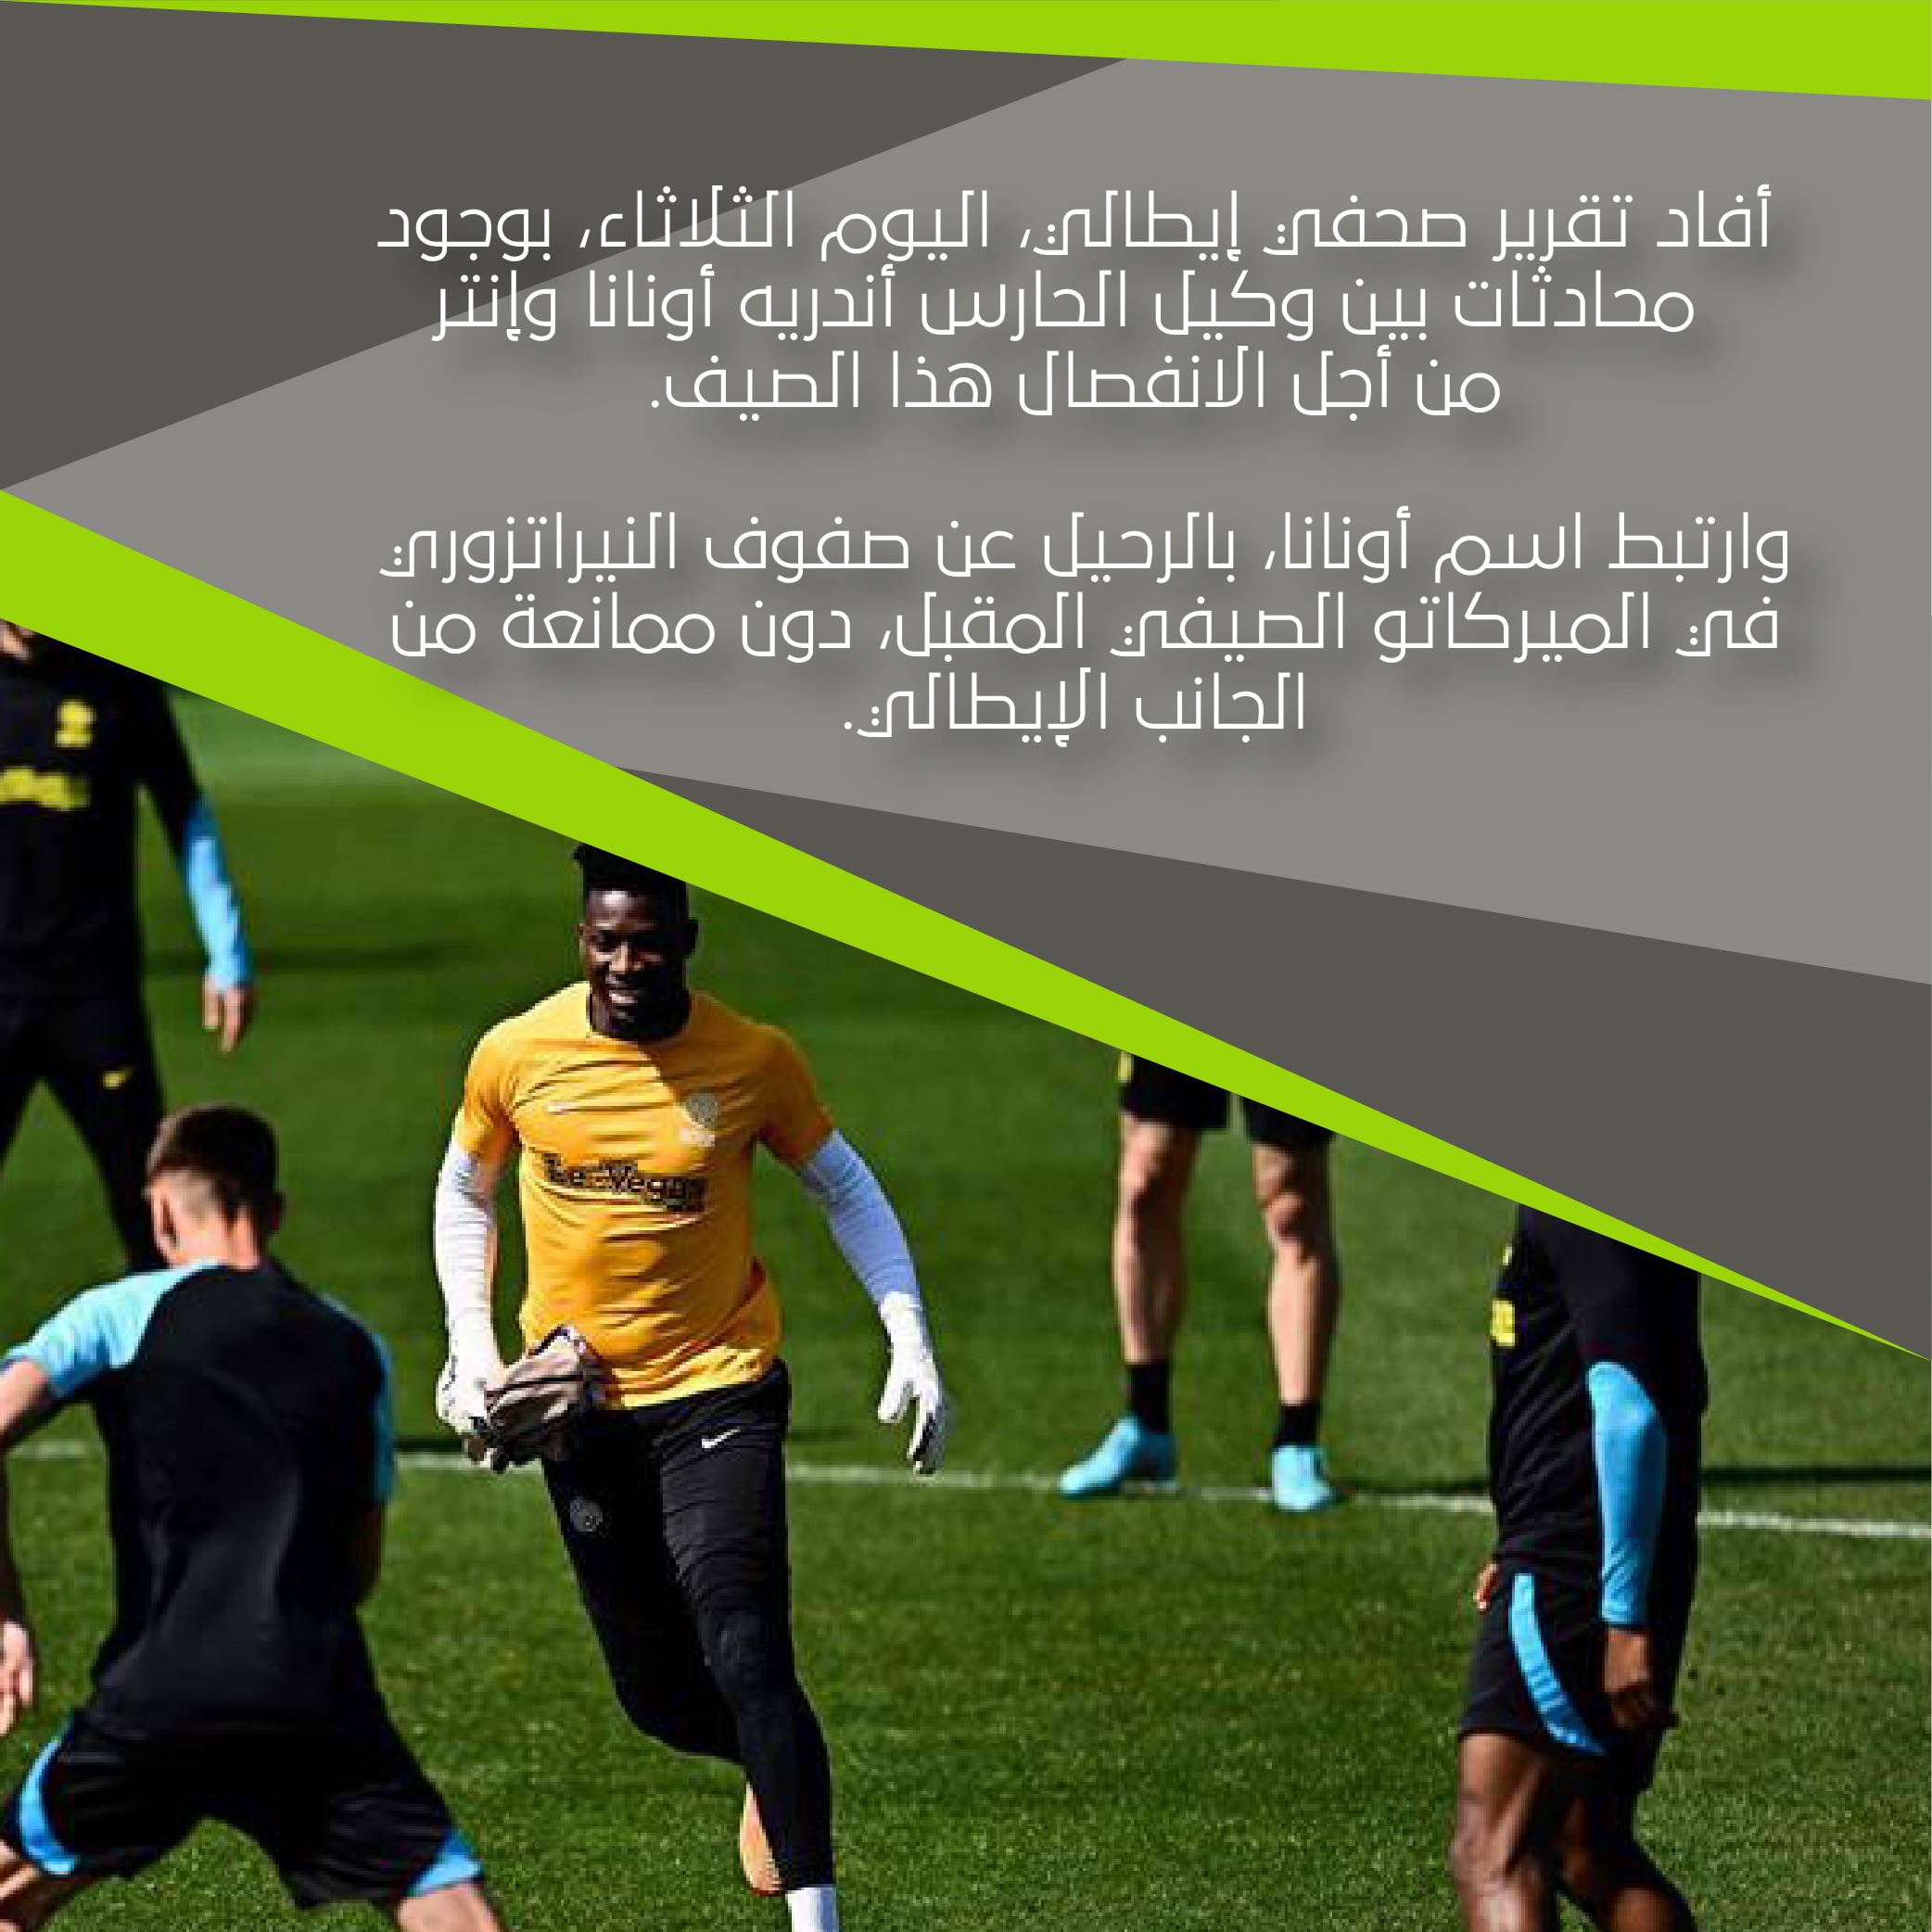 أفاد تقرير صحفي إيطالي، اليوم الثلاثاء، بوجود
محادثات بين وكيل الحارس أندريه أونانا وإنتر
من أجل الانفصال هذا الصيف.
وارتبط اسم أونانا، بالرحيل عن صفوف النيراتزوري
في الميركاتو الصيفي المقبل، دون ممانعة من
الجانب الإيطالي.